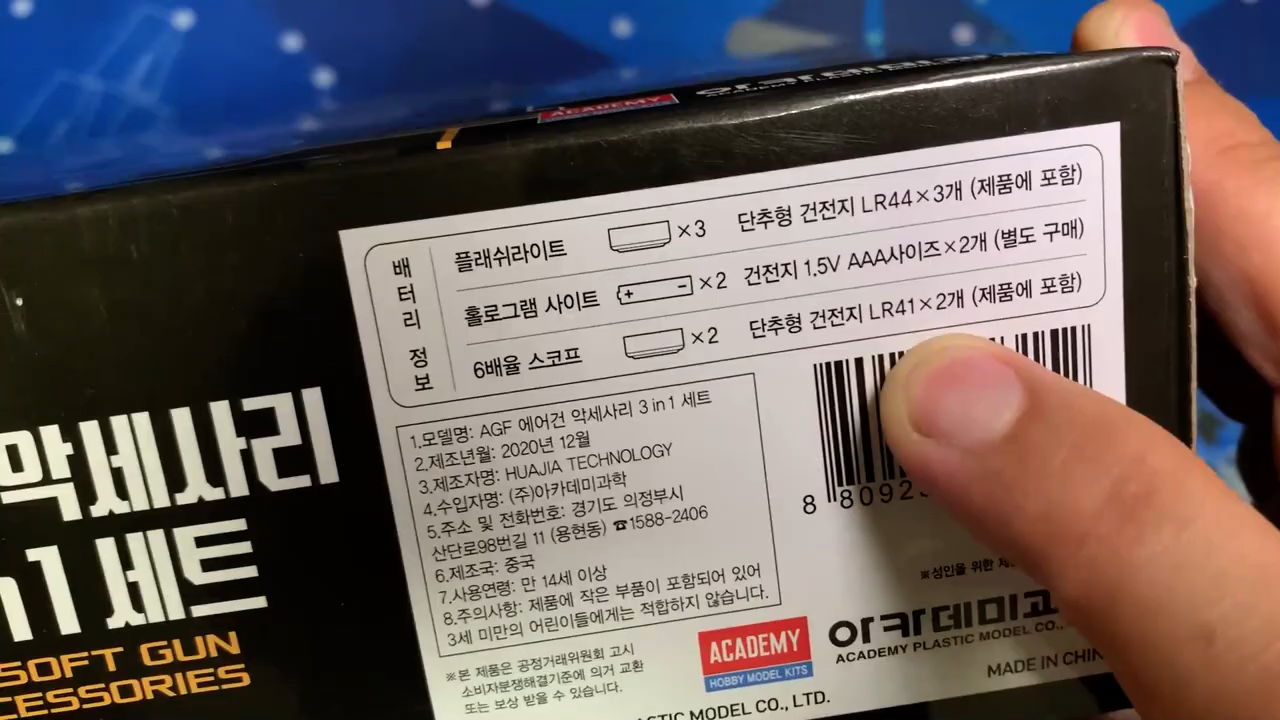 ACADEMY
배터리 정보
플래쉬라이트 ×3 단추형 건전지 LR44×3개 (제품에 포함)
홀로그램 사이트 + - ×2 건전지 1.5V AAA사이즈×2개 (별도 구매)
6배율 스코프 ×2 단추형 건전지 LR41×2개 (제품에 포함)
1.모델명: AGF 에어건 악세사리 3 in 1 세트
2.제조년월: 2020년 12월
3.제조자명: HUAJIA TECHNOLOGY
4.수입자명: (주)아카데미과학
5.주소 및 전화번호: 경기도 의정부시
산단로98번길 11 (용현동) ☎1588-2406
6.제조국: 중국
7.사용연령: 만 14세 이상
8.주의사항: 제품에 작은 부품이 포함되어 있어
3세 미만의 어린이들에게는 적합하지 않습니다.
※본 제품은 공정거래위원회 고시
소비자분쟁해결기준에 의거 교환
또는 보상 받을 수 있습니다.
8 80923
※성인을 위한
ACADEMY
HOBBY MODEL KITS
아카데미과
ACADEMY PLASTIC MODEL CO.,
MADE IN CHIN
PLASTIC MODEL CO., LTD.
악세사리
n 1 세트
SOFT GUN
CESSORIES